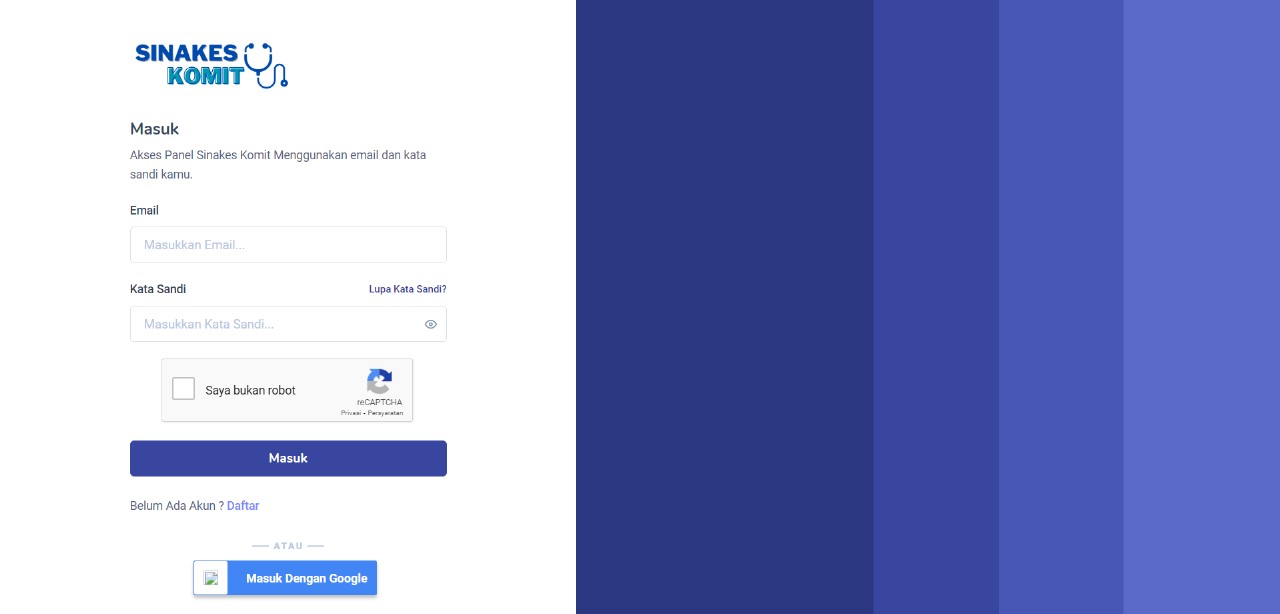 SINAKES
KOMIT
Masuk
Akses Panel Sinakes Komit Menggunakan email dan kata
sandi kamu.
Email
Masukkan Email...
Kata Sandi
Lupa Kata Sandi?
Masukkan Kata Sandi...
Saya bukan robot
reCAPTCHA
Privasi • Persyaratan
Masuk
Belum Ada Akun ? Daftar
ATAU
Masuk Dengan Google